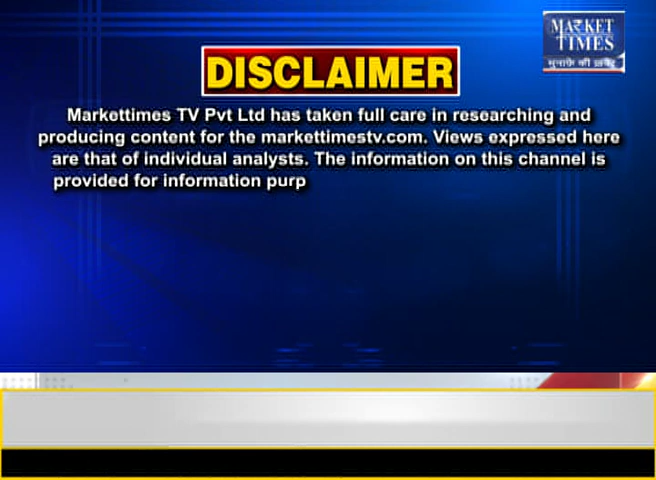 MARKET
TIMES
मुनाफे की ख़बरें
DISCLAIMER
Markettimes TV Pvt Ltd has taken full care in researching and
producing content for the markettimestv.com. Views expressed here
are that of individual analysts. The information on this channel is
provided for information purp